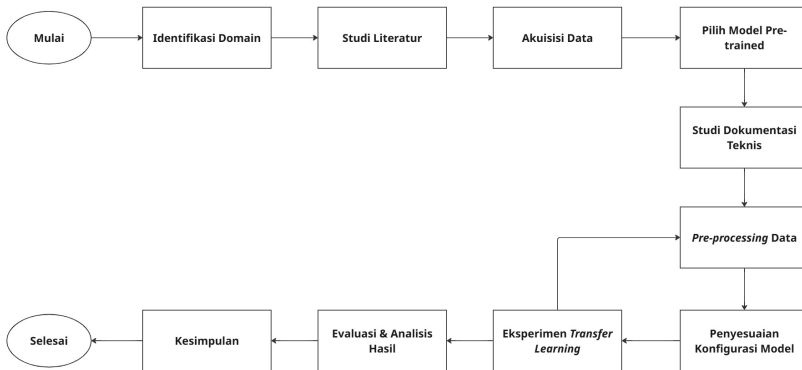 Mulai
Identifikasi Domain
Studi Literatur
Akuisisi Data
Pilih Model Pre-
trained
Studi Dokumentasi
Teknis
Pre-processing Data
Penyesuaian
Konfigurasi Model
Eksperimen Transfer
Learning
Evaluasi & Analisis
Hasil
Kesimpulan
Selesai